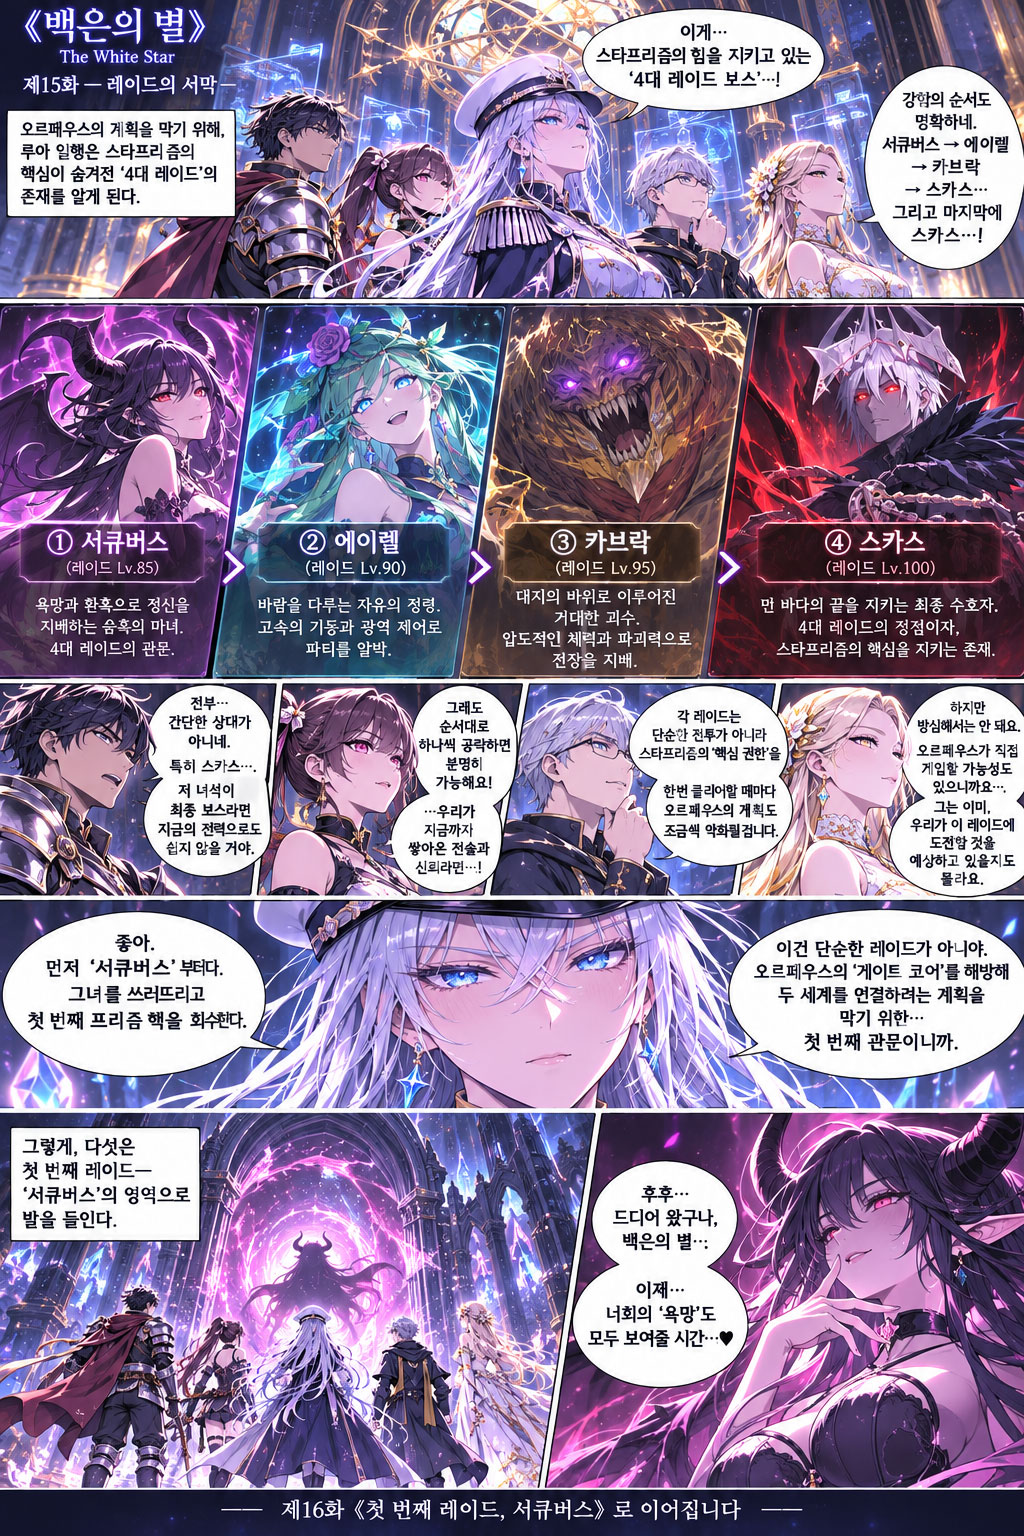 《백은의 별》
The White Star
제15화 — 레이드의 서막 —
오르페우스의 계획을 막기 위해,
루아 일행은 스타프리즘의
핵심이 숨겨진 '4대 레이드'의
존재를 알게 된다.
이게…
스타프리즘의 힘을 지키고 있는
'4대 레이드 보스'…!
강함의 순서도
명확하네.
서큐버스 → 에이렐
→ 카브락
→ 스카스…
그리고 마지막에
스카스…!
① 서큐버스
(레이드 Lv.85)
욕망과 환혹으로 정신을
지배하는 음혹의 마녀.
4대 레이드의 관문.
② 에이렐
(레이드 Lv.90)
바람을 다루는 자유의 정령.
고속의 기동과 광역 제어로
파티를 압박.
③ 카브락
(레이드 Lv.95)
대지의 바위로 이루어진
거대한 괴수.
압도적인 체력과 파괴력으로
전장을 지배.
④ 스카스
(레이드 Lv.100)
먼 바다의 끝을 지키는 최종 수호자.
4대 레이드의 정점이자,
스타프리즘의 핵심을 지키는 존재.
전부…
간단한 상대가
아니네.
특히 스카스….
저 녀석이
최종 보스라면
지금의 전력으로도
쉽지 않을 거야.
그래도
순서대로
하나씩 공략하면
분명히
가능해요!
…우리가
지금까지
쌓아온 전술과
신뢰라면…!
각 레이드는
단순한 전투가 아니라
스타프리즘의 '핵심 권한'을
한번 클리어할 때마다
오르페우스의 계획도
조금씩 약화될겁니다.
하지만
방심해서는 안 돼요.
오르페우스가 직접
개입할 가능성도
있으니까요….
그는 이미,
우리가 이 레이드에
도전할 것을
예상하고 있을지도
몰라요.
좋아.
먼저 '서큐버스' 부터다.
그녀를 쓰러뜨리고
첫 번째 프리즘 핵을 회수한다.
이건 단순한 레이드가 아니야.
오르페우스의 '게이트 코어'를 해방해
두 세계를 연결하려는 계획을
막기 위한…
첫 번째 관문이니까.
그렇게, 다섯은
첫 번째 레이드—
'서큐버스'의 영역으로
발을 들인다.
후후…
드디어 왔구나,
백은의 별…
이제…
너희의 '욕망'도
모두 보여줄 시간…♥
—— 제16화 《첫 번째 레이드, 서큐버스》로 이어집니다 ——